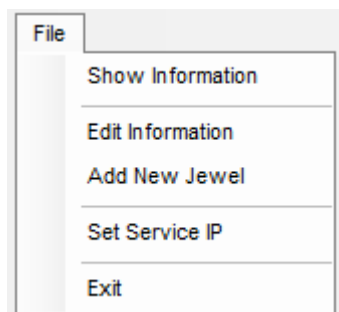 File
Show Information
Edit Information
Add New Jewel
Set Service IP
Exit